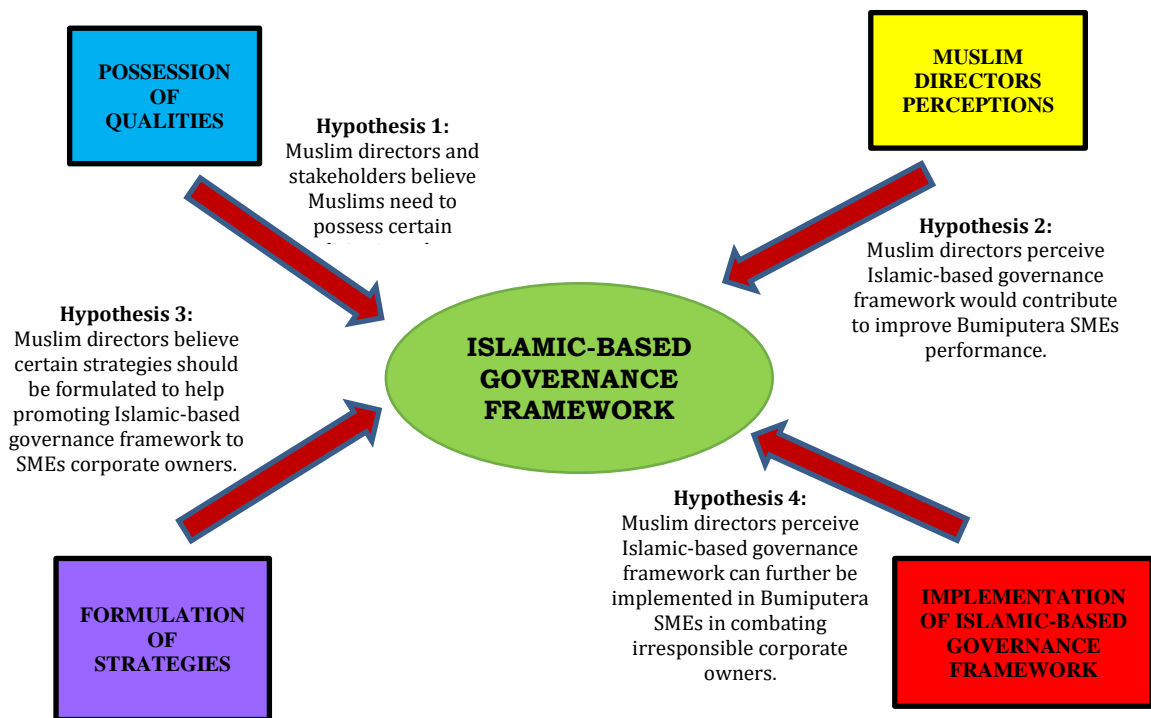 POSSESSION
OF
QUALITIES
MUSLIM
DIRECTORS
PERCEPTIONS
Hypothesis 1:
Muslim directors and
stakeholders believe
Muslims need to
possess certain
Hypothesis 2:
Muslim directors perceive
Islamic-based governance
framework would contribute
to improve Bumiputera SMEs
performance.
Hypothesis 3:
Muslim directors believe
certain strategies should
be formulated to help
promoting Islamic-based
governance framework to
SMEs corporate owners.
ISLAMIC-BASED
GOVERNANCE
FRAMEWORK
Hypothesis 4:
Muslim directors perceive
Islamic-based governance
framework can further be
implemented in Bumiputera
SMEs in combating
irresponsible corporate
owners.
FORMULATION
OF
STRATEGIES
IMPLEMENTATION
OF ISLAMIC-BASED
GOVERNANCE
FRAMEWORK